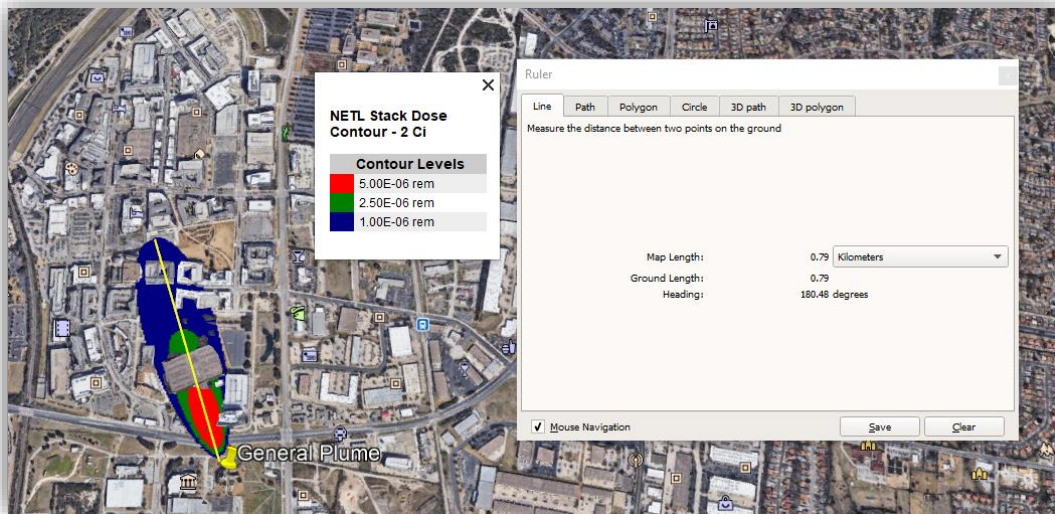 NETL Stack Dose
Contour - 2 Ci
Contour Levels
5.00E-06 rem
2.50E-06 rem
1.00E-06 rem
General Plume
Ruler
Line Path Polygon Circle 3D path 3D polygon
Measure the distance between two points on the ground
Map Length: 0.79 Kilometers
Ground Length: 0.79
Heading: 180.48 degrees
Mouse Navigation
Save Clear